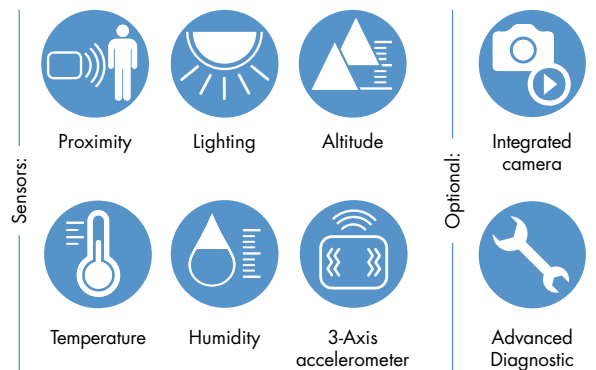 Sensors:
Proximity
Lighting
Altitude
Temperature
Humidity
3-Axis
accelerometer
Optional:
Integrated
camera
Advanced
Diagnostic